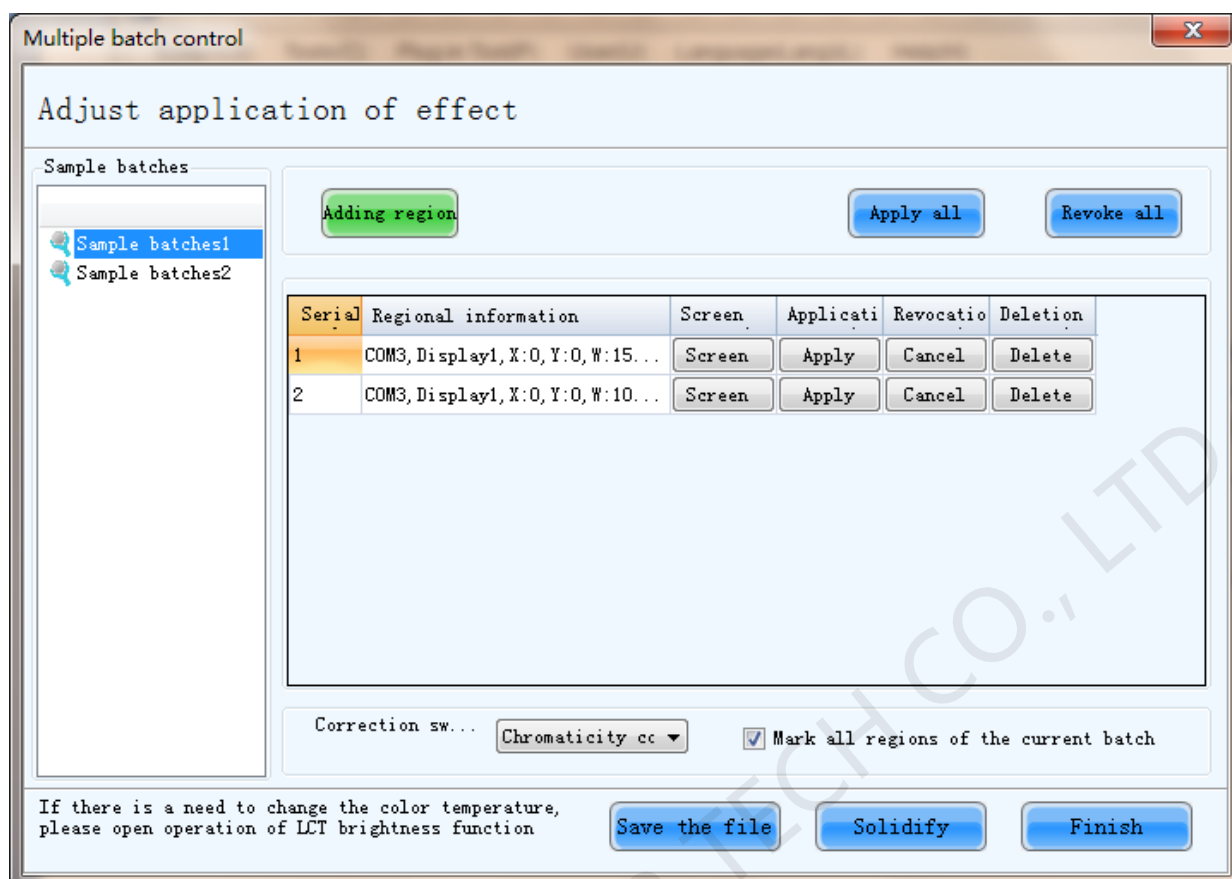 Multiple batch control
Adjust application of effect
Sample batches
Sample batches1
Sample batches2
Adding region
Apply all
Revoke all
Serial Regional information Screen Applicati Revocatio Deletion
1 COM3, Display1, X:0, Y:0, W:15... Screen Apply Cancel Delete
2 COM3, Display1, X:0, Y:0, W:10... Screen Apply Cancel Delete
Correction sw... Chromaticity cc Mark all regions of the current batch
If there is a need to change the color temperature,
please open operation of LCT brightness function
Save the file
Solidify
Finish
TECH CO., LTD